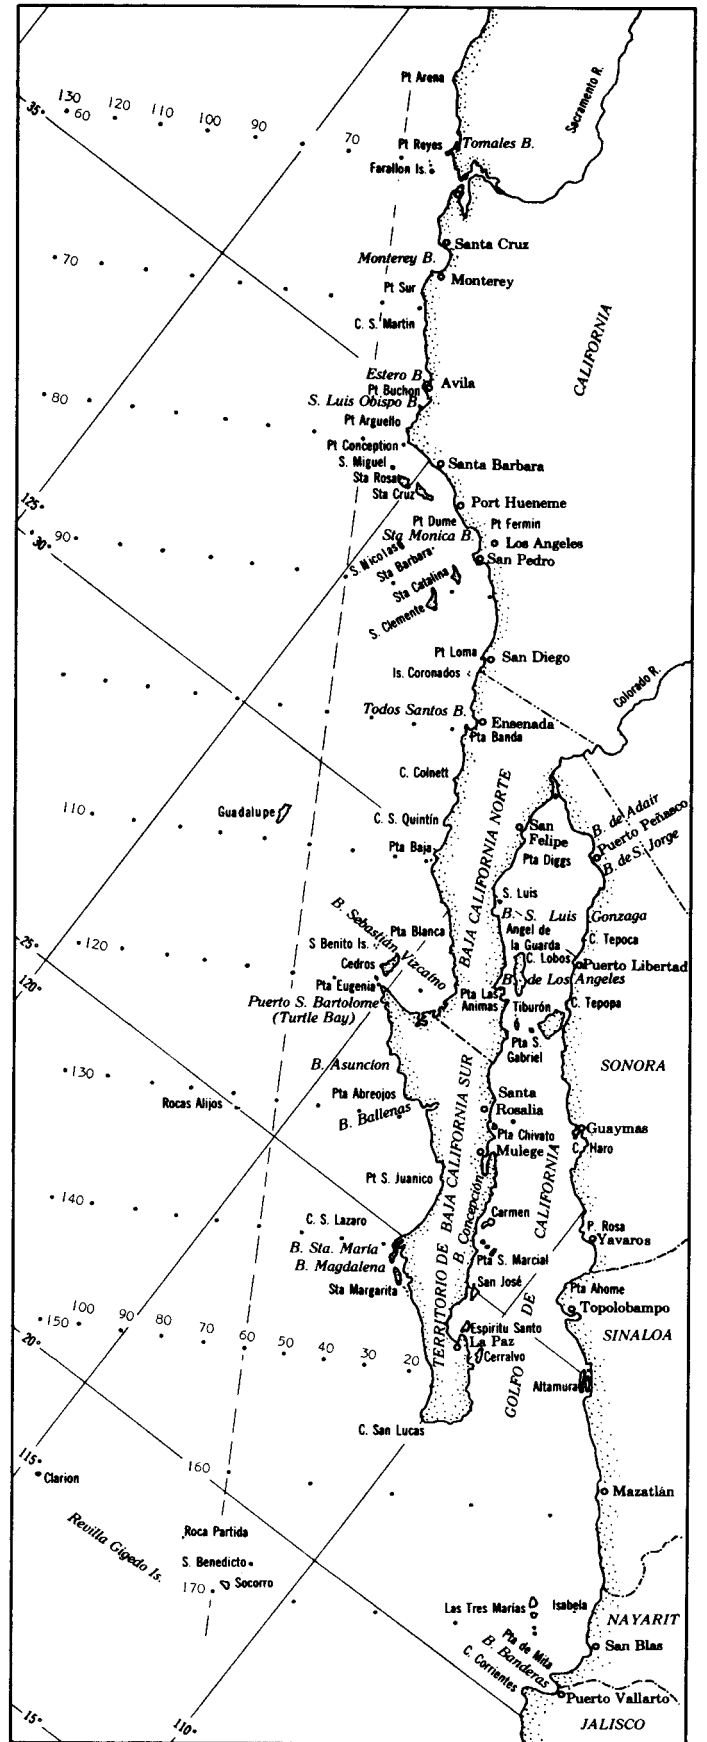 Pt Arena
Sacramento R.
35°
130 120 110 100 90
60
70
Pt Reyes
Tomales B.
Farallon Is.
Santa Cruz
Monterey B.
70
Monterey
Pt Sur
C. S. Martin
CALIFORNIA
Estero B.
Avila
Pt Buchon
80
S. Luis Obispo B.
Pt Arguello
Pt Conception
S. Miguel
Santa Barbara
Sta Rosa
Sta Cruz
125°
Port Hueneme
Pt Dume
Pt Fermin
30°
90
Sta Monica B.
Los Angeles
S. Nicolas
Sta Barbara
San Pedro
Sta Catalina
S. Clemente
Pt Loma
San Diego
Is. Coronados
Colorado R.
Todos Santos B.
Ensenada
Pta Banda
C. Colnett
BAJA CALIFORNIA NORTE
110
Guadalupe
C. S. Quintín
Pta Baja
San
Felipe
Pta Diggs
B. de Adair
Puerto Peñasco
B. de S. Jorge
S. Luis
B. S. Luis Gonzaga
25°
120
B. Sebastián Vizcaíno
Pta Blanca
Angel de
la Guarda
C. Tepoca
S Benito Is.
Cedros
C. Lobos
Puerto Libertad
120°
Pta Eugenia
B. de Los Angeles
Puerto S. Bartolome
(Turtle Bay)
Pta Las
Animas
Tiburón
C. Tepopa
Pta S.
Gabriel
B. Asuncion
SONORA
130
Rocas Alijos
Pta Abreojos
B. Ballenas
Santa
Rosalia
Pta Chivato
Guaymas
Mulege
C. Haro
Pt S. Juanico
TERRITORIO DE BAJA CALIFORNIA SUR
B. Concepción
GOLFO DE CALIFORNIA
140
C. S. Lazaro
Carmen
P. Rosa
Yavaros
B. Sta. María
B. Magdalena
Pta S. Marcial
Sta Margarita
San José
Pta Ahome
Topolobampo
150 100 90 80 70 60 50 40 30 20
20°
Espiritu Santo
La Paz
Cerralvo
SINALOA
Altamura
C. San Lucas
115°
160
Clarion
Mazatlán
Revilla Gigedo Is.
Roca Partida
S. Benedicto
170
Socorro
Las Tres Marías
Isabela
NAYARIT
Pta de Mita
San Blas
B. Banderas
C. Corrientes
Puerto Vallarto
15°
110°
JALISCO